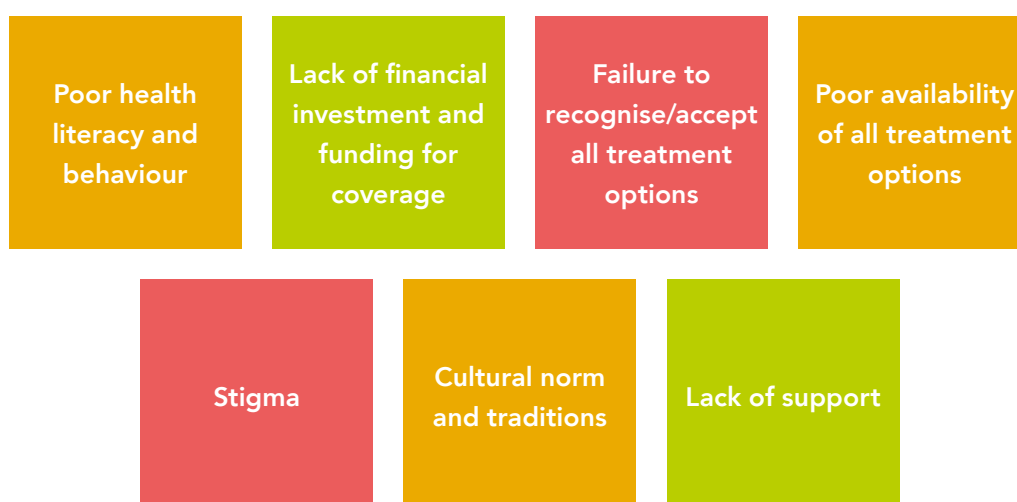 Poor health
literacy and
behaviour
Lack of financial
investment and
funding for
coverage
Failure to
recognise/accept
all treatment
options
Poor availability
of all treatment
options
Stigma
Cultural norm
and traditions
Lack of support